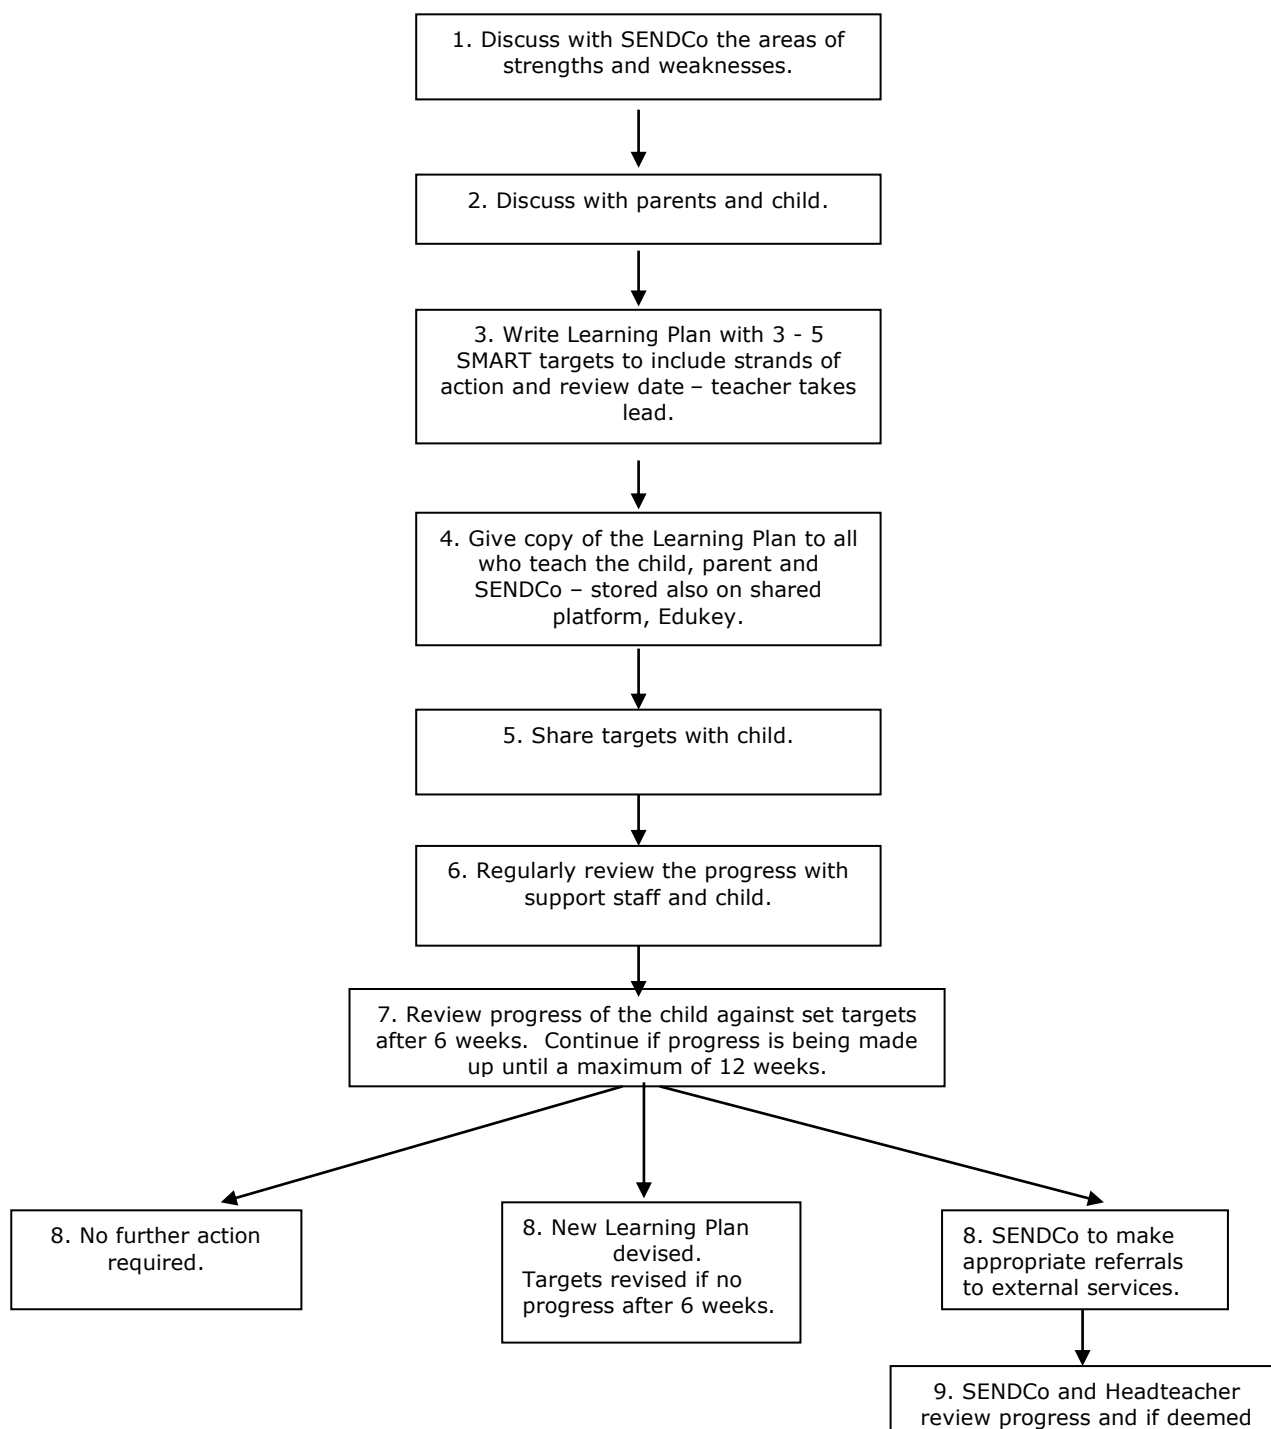 1. Discuss with SENDCo the areas of
strengths and weaknesses.
2. Discuss with parents and child.
3. Write Learning Plan with 3 - 5
SMART targets to include strands of
action and review date – teacher takes
lead.
4. Give copy of the Learning Plan to all
who teach the child, parent and
SENDCo – stored also on shared
platform, Edukey.
5. Share targets with child.
6. Regularly review the progress with
support staff and child.
7. Review progress of the child against set targets
after 6 weeks.  Continue if progress is being made
up until a maximum of 12 weeks.
8. No further action
required.
8. New Learning Plan
devised.
Targets revised if no
progress after 6 weeks.
8. SENDCo to make
appropriate referrals
to external services.
9. SENDCo and Headteacher
review progress and if deemed